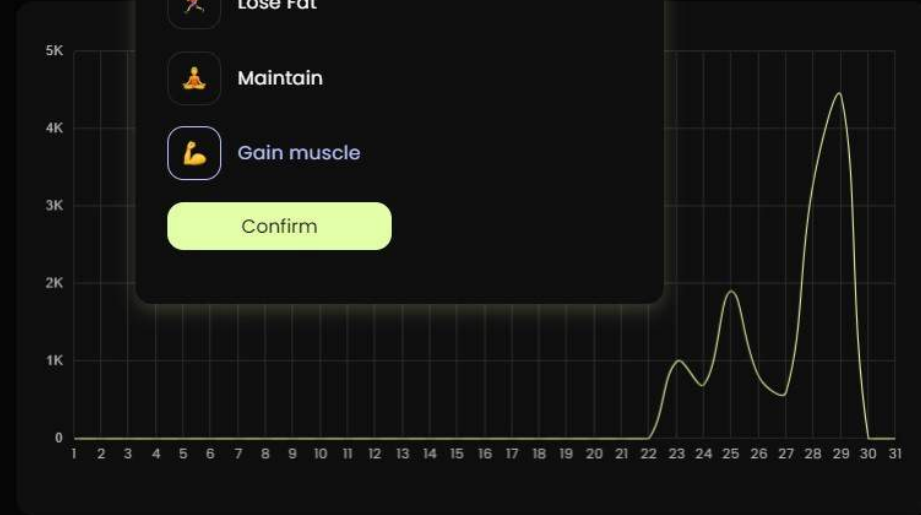 Lose Fat
5K
Maintain
4K
Gain muscle
3K
Confirm
2K
1K
0
1 2 3 4 5 6 7 8 9 10 11 12 13 14 15 16 17 18 19 20 21 22 23 24 25 26 27 28 29 30 31